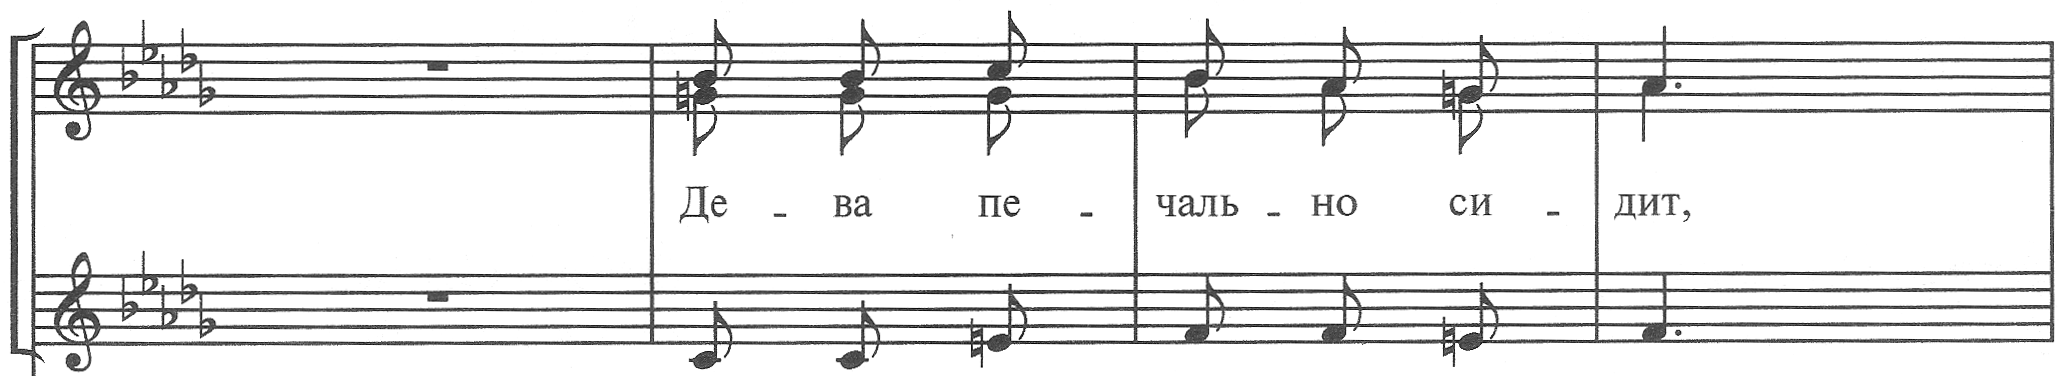 Де - ва пе - чаль - но си - дит,